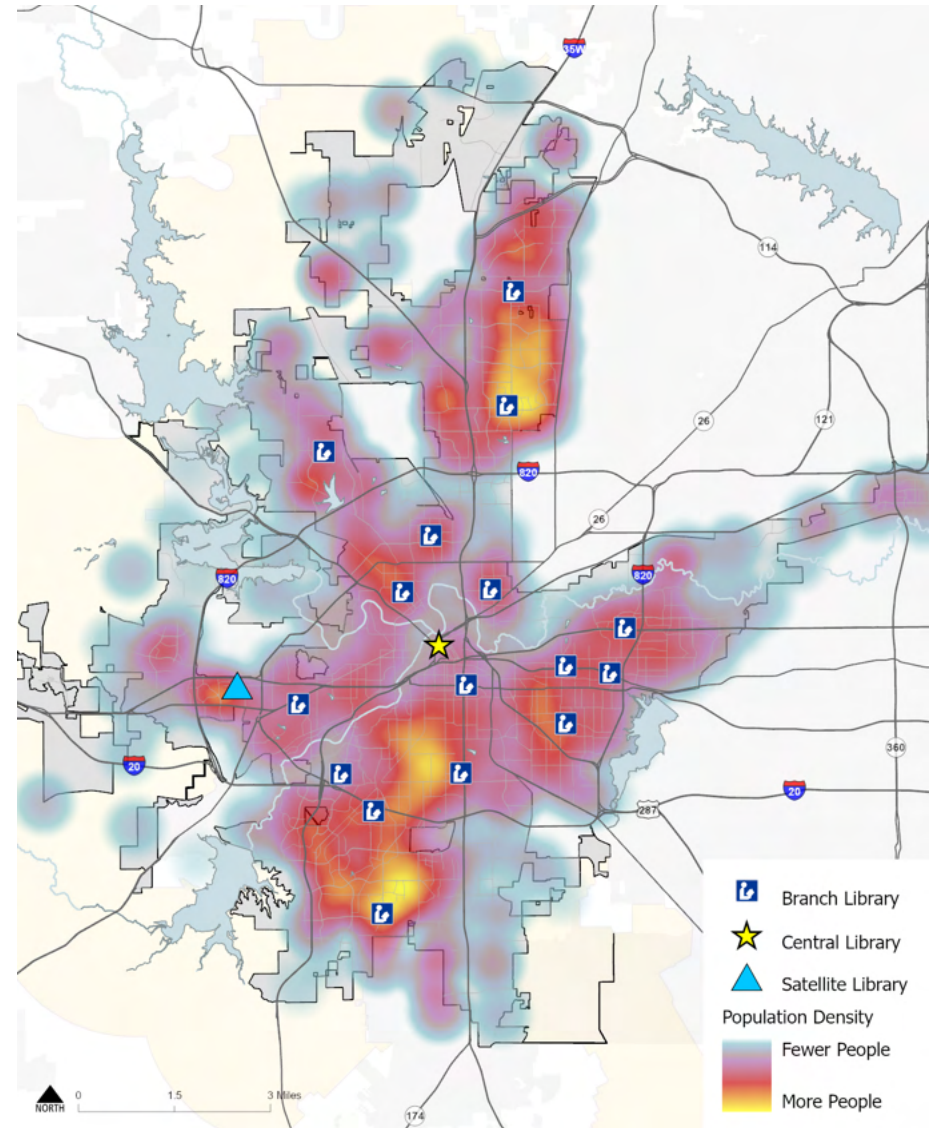 35W
114
26
121
820
26
820
820
360
20
20
287
Branch Library
Central Library
Satellite Library
Population Density
Fewer People
More People
NORTH
0 1.5 3 Miles
174